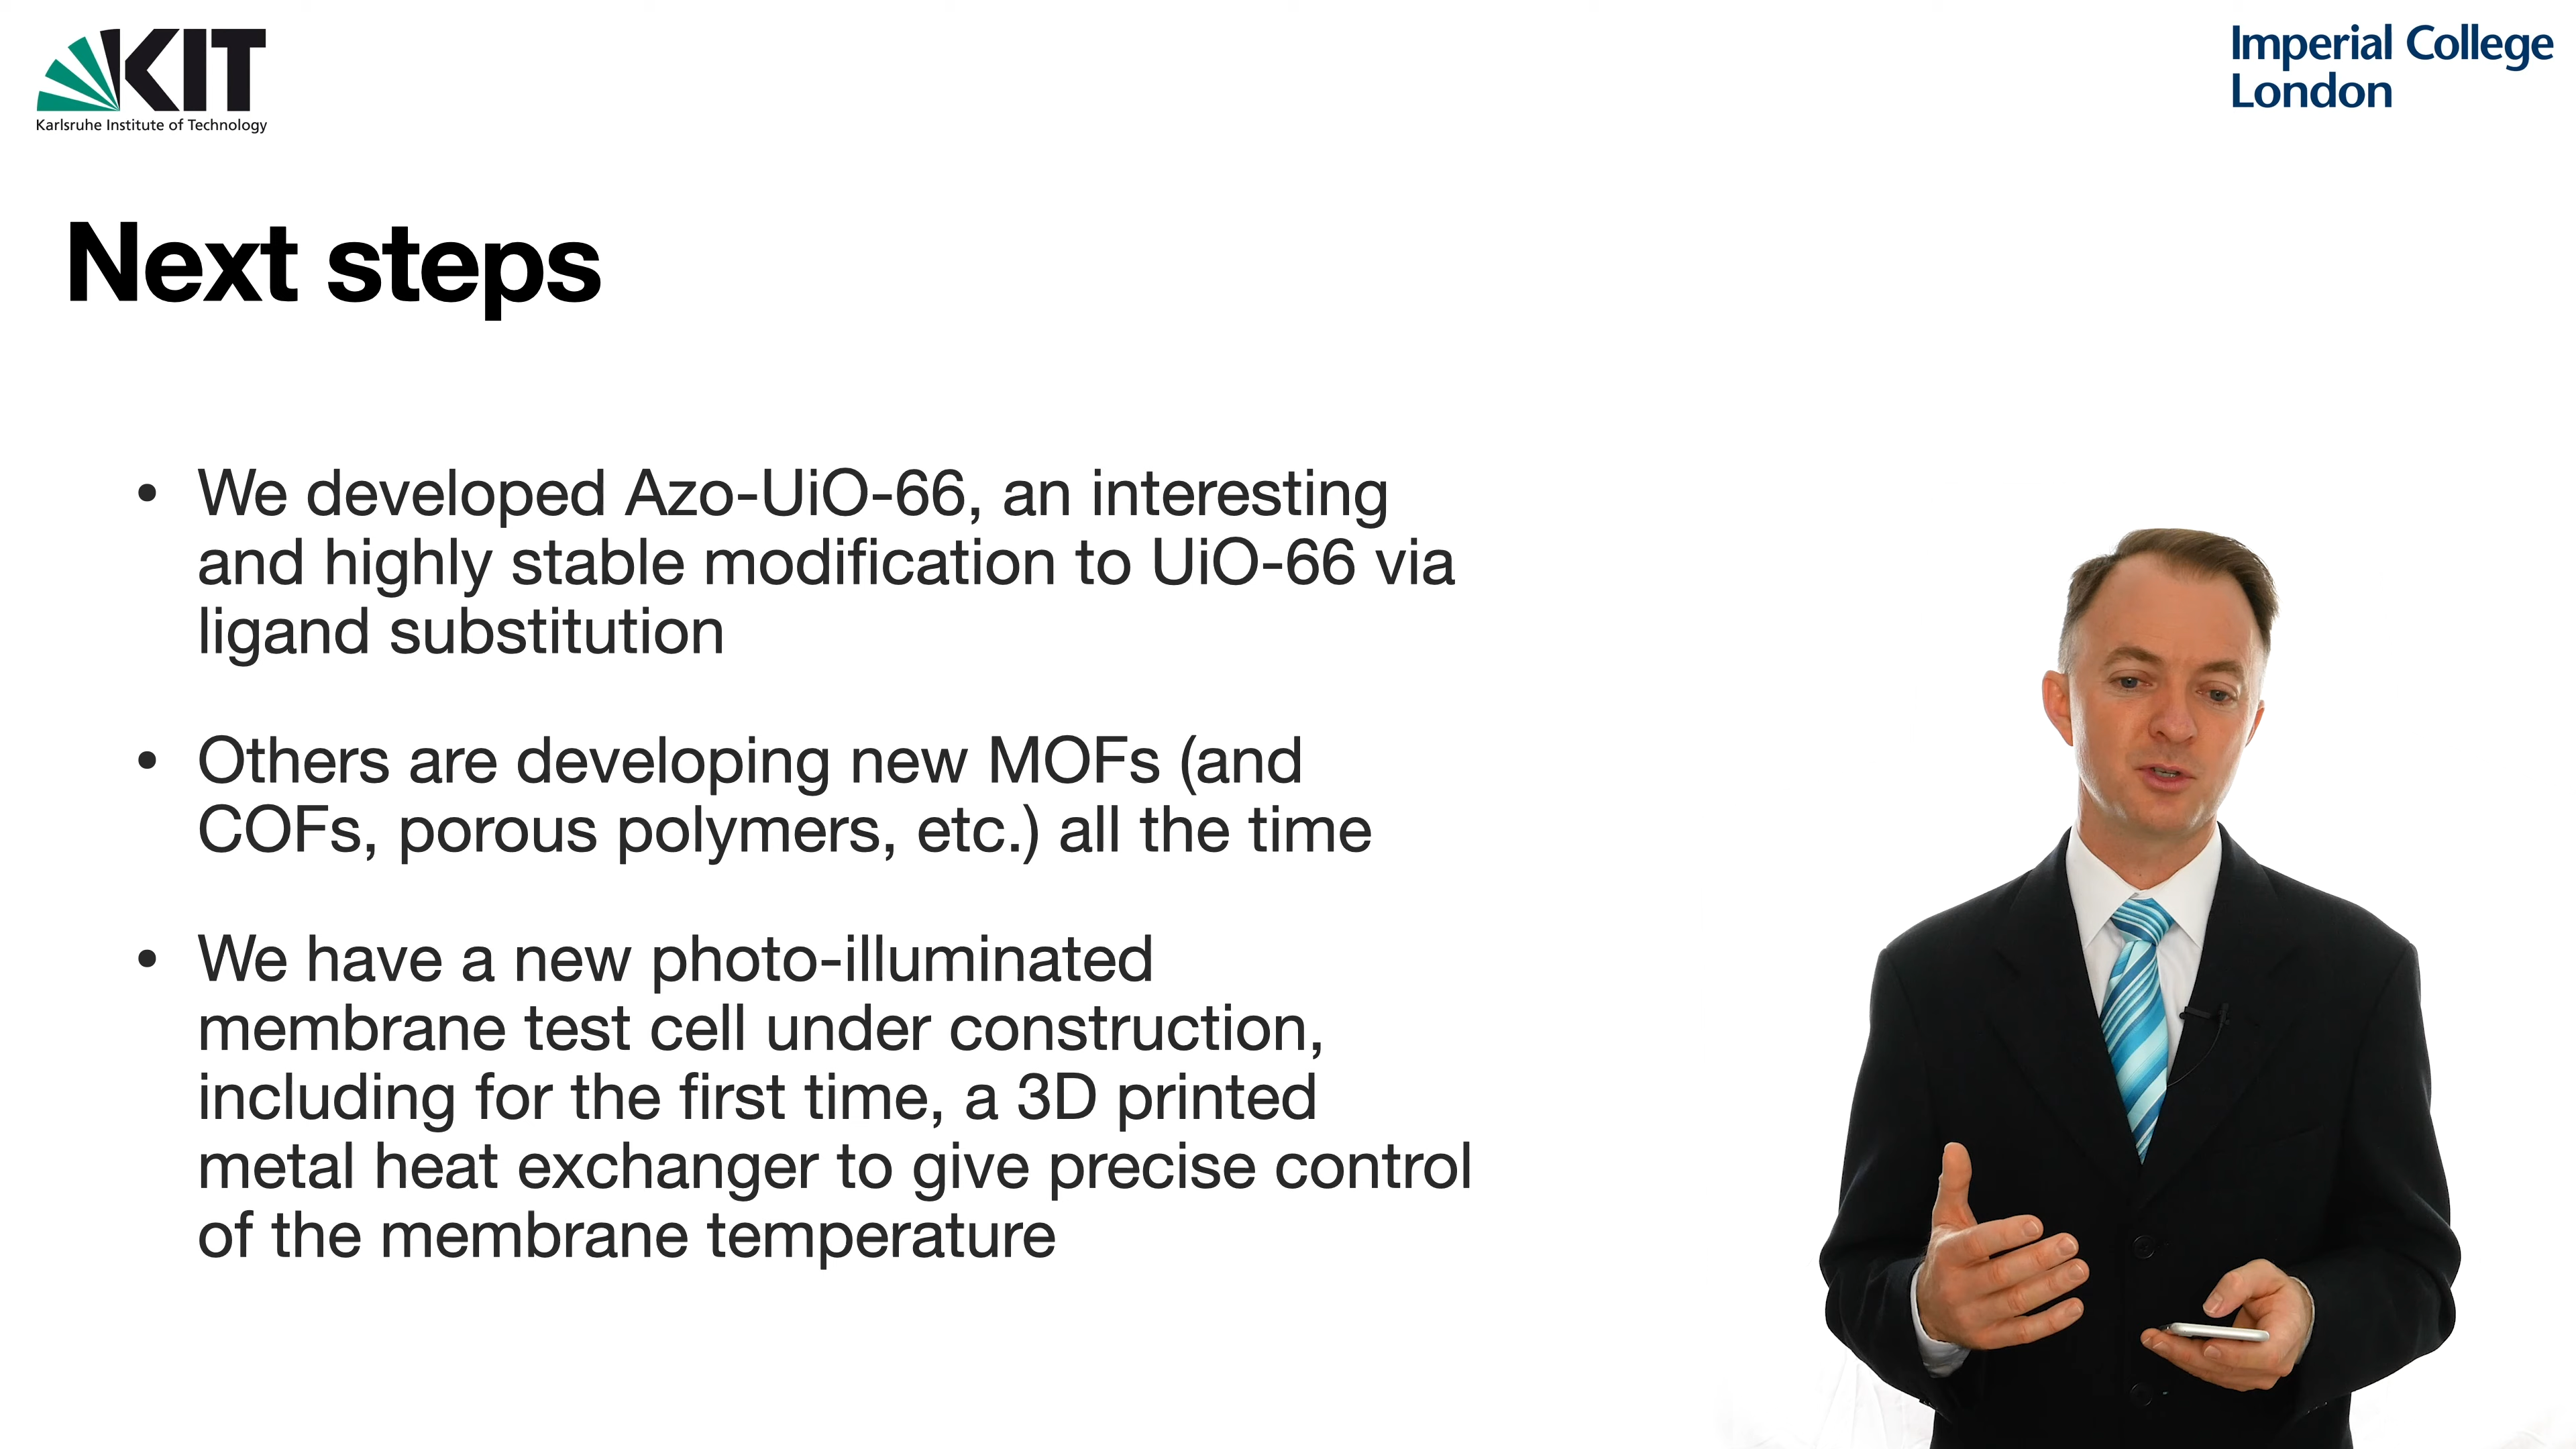 KIT
Karlsruhe Institute of Technology
Imperial College
London
Next steps
• We developed Azo-UiO-66, an interesting
and highly stable modification to UiO-66 via
ligand substitution
• Others are developing new MOFs (and
COFs, porous polymers, etc.) all the time
• We have a new photo-illuminated
membrane test cell under construction,
including for the first time, a 3D printed
metal heat exchanger to give precise control
of the membrane temperature